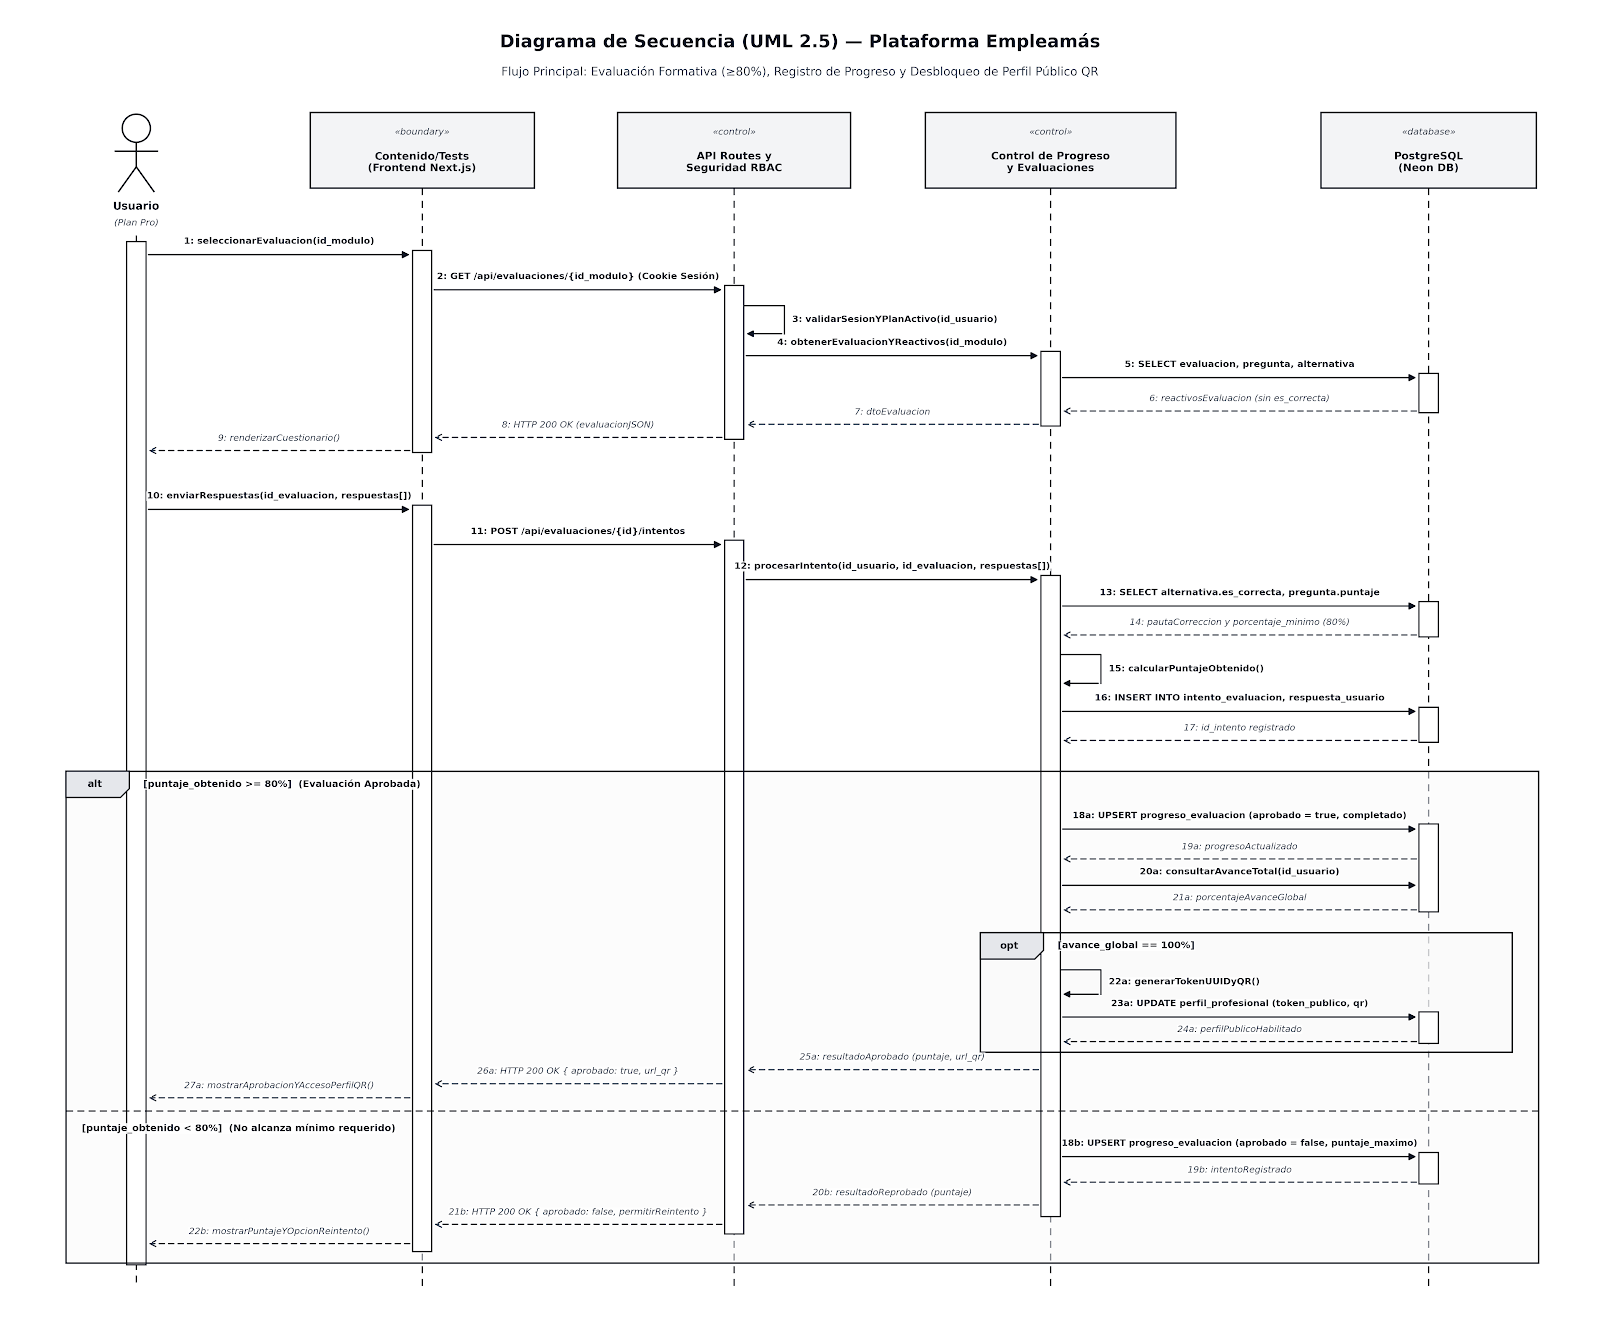 Diagrama de Secuencia (UML 2.5) — Plataforma Empleamás
Flujo Principal: Evaluación Formativa (≥80%), Registro de Progreso y Desbloqueo de Perfil Público QR
Usuario
(Plan Pro)
«boundary»
Contenido/Tests
(Frontend Next.js)
«control»
API Routes y
Seguridad RBAC
«control»
Control de Progreso
y Evaluaciones
«database»
PostgreSQL
(Neon DB)
1: seleccionarEvaluacion(id_modulo)
2: GET /api/evaluaciones/{id_modulo} (Cookie Sesión)
3: validarSesionYPlanActivo(id_usuario)
4: obtenerEvaluacionYReactivos(id_modulo)
5: SELECT evaluacion, pregunta, alternativa
6: reactivosEvaluacion (sin es_correcta)
7: dtoEvaluacion
8: HTTP 200 OK (evaluacionJSON)
9: renderizarCuestionario()
10: enviarRespuestas(id_evaluacion, respuestas[])
11: POST /api/evaluaciones/{id}/intentos
12: procesarIntento(id_usuario, id_evaluacion, respuestas[])
13: SELECT alternativa.es_correcta, pregunta.puntaje
14: pautaCorreccion y porcentaje_minimo (80%)
15: calcularPuntajeObtenido()
16: INSERT INTO intento_evaluacion, respuesta_usuario
17: id_intento registrado
alt
[puntaje_obtenido >= 80%] (Evaluación Aprobada)
18a: UPSERT progreso_evaluacion (aprobado = true, completado)
19a: progresoActualizado
20a: consultarAvanceTotal(id_usuario)
21a: porcentajeAvanceGlobal
opt
[avance_global == 100%]
22a: generarTokenUUIDyQR()
23a: UPDATE perfil_profesional (token_publico, qr)
24a: perfilPublicoHabilitado
25a: resultadoAprobado (puntaje, url_qr)
26a: HTTP 200 OK { aprobado: true, url_qr }
27a: mostrarAprobacionYAccesoPerfilQR()
[puntaje_obtenido < 80%] (No alcanza mínimo requerido)
18b: UPSERT progreso_evaluacion (aprobado = false, puntaje_maximo)
19b: intentoRegistrado
20b: resultadoReprobado (puntaje)
21b: HTTP 200 OK { aprobado: false, permitirReintento }
22b: mostrarPuntajeYOpcionReintento()